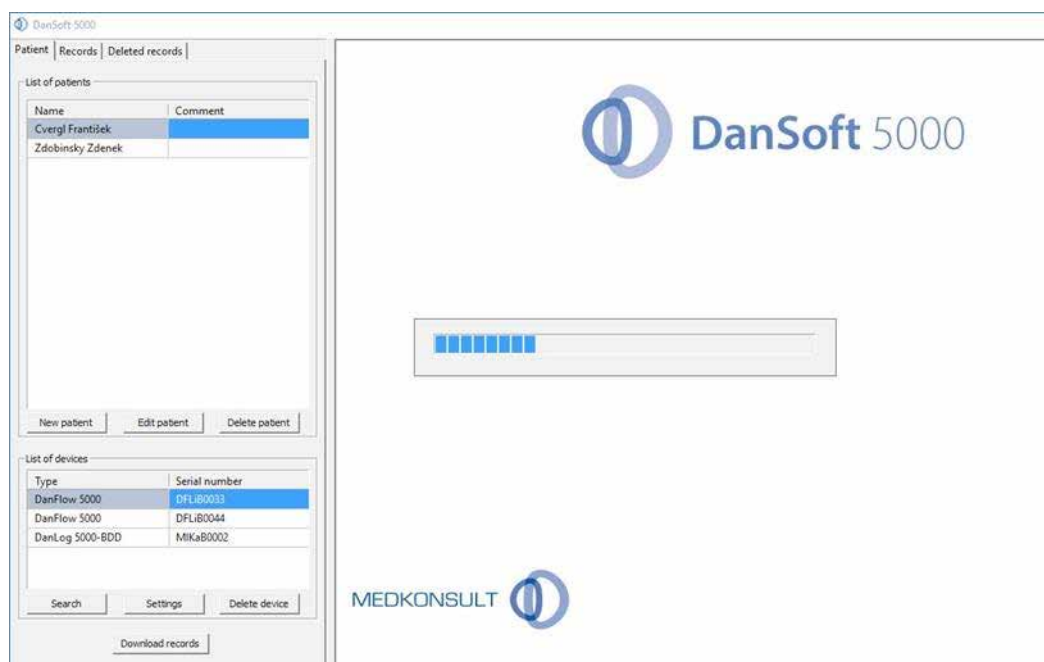 DanSoft 5000
Patient Records Deleted records
List of patients
Name Comment
Cvergl František
Zdobinsky Zdenek
New patient Edit patient Delete patient
List of devices
Type Serial number
DanFlow 5000 DFLiB0033
DanFlow 5000 DFLiB0044
DanLog 5000-BDD MIKaB0002
Search Settings Delete device
Download records
DanSoft 5000
MEDKONSULT